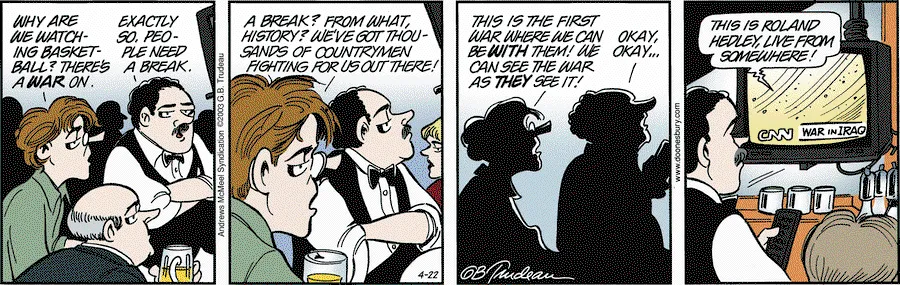 WHY ARE
WE WATCH-
ING BASKET-
BALL? THERE'S
A WAR ON.
EXACTLY
SO. PEO-
PLE NEED
A BREAK.
Andrews McMeel Syndication ©2003 G.B. Trudeau
A BREAK? FROM WHAT,
HISTORY? WE'VE GOT THOU-
SANDS OF COUNTRYMEN
FIGHTING FOR US OUT THERE!
4-22
THIS IS THE FIRST
WAR WHERE WE CAN
BE WITH THEM! WE
CAN SEE THE WAR
AS THEY SEE IT!
OKAY,
OKAY...
GB Trudeau
www.doonesbury.com
THIS IS ROLAND
HEDLEY, LIVE FROM
SOMEWHERE!
CNN
WAR IN IRAQ